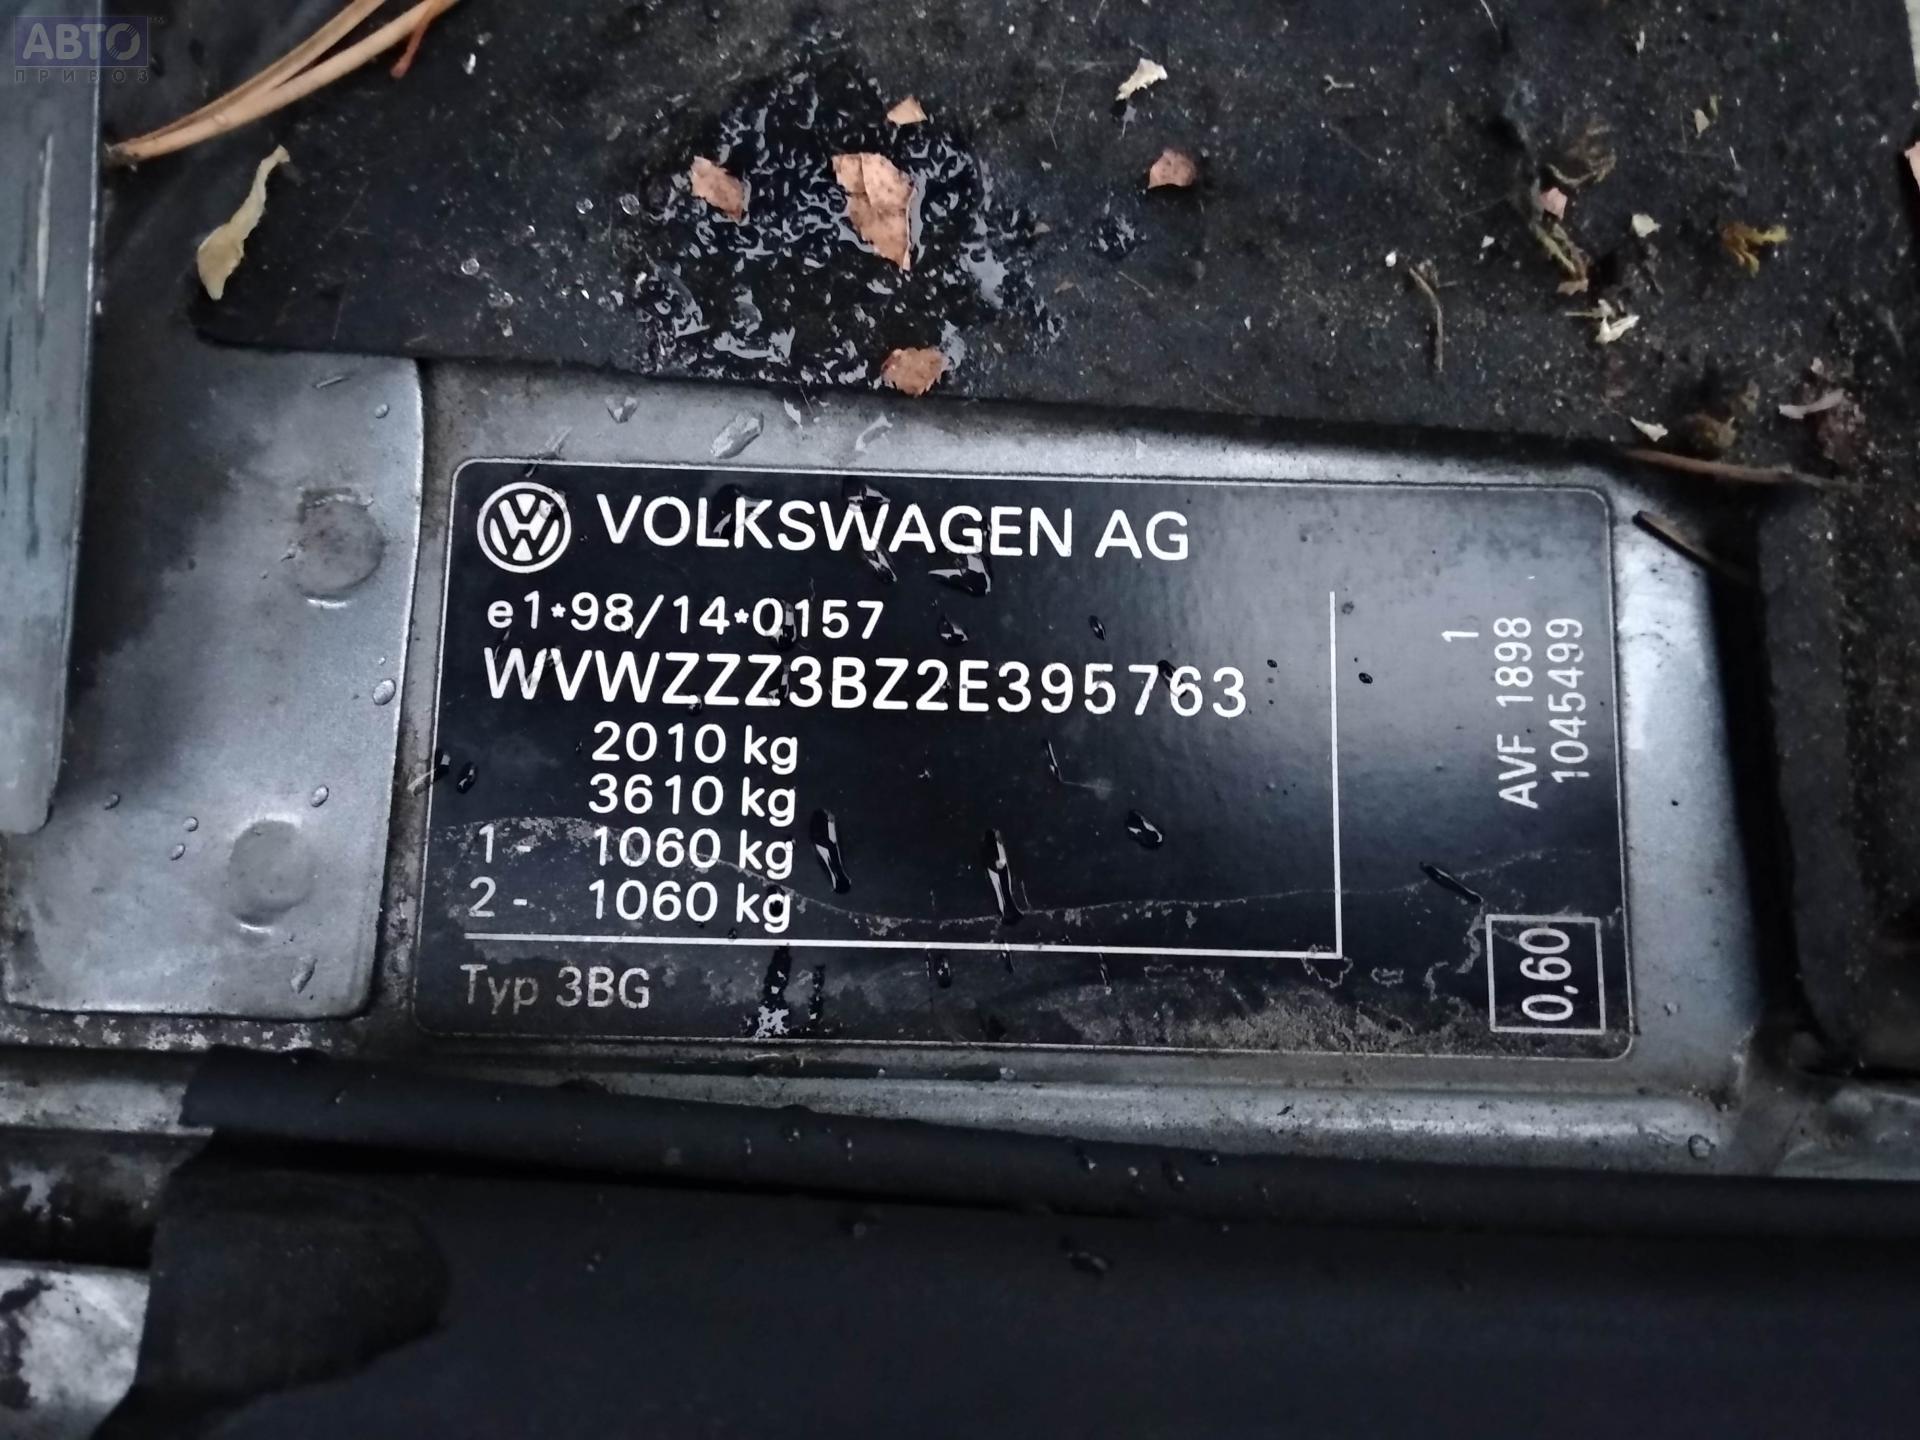 АВТО
ПРИВОЗ
VOLKSWAGEN AG
e1*98/14*0157
WVWZZZ3BZ2E395763
2010 kg
3610 kg
1 - 1060 kg
2 - 1060 kg
Typ 3BG
1
AVF 1898
1045499
0,60